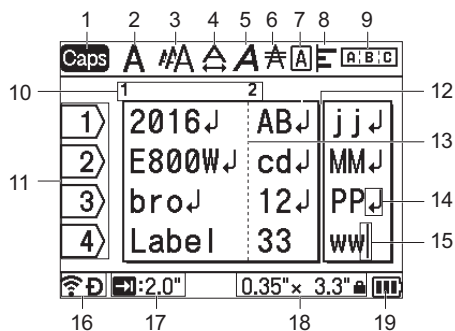 1 2 3 4 5 6 7 8 9
Caps A A A A A A A B C
10 1 2 12
1 2016↵ AB↵ jj↵
13
2 E800W↵ cd↵ MM↵
11
3 bro↵ 12↵ PP↵ 14
4 Label 33 ww 15
Đ :2.0" 0.35"× 3.3"
16 17 18 19